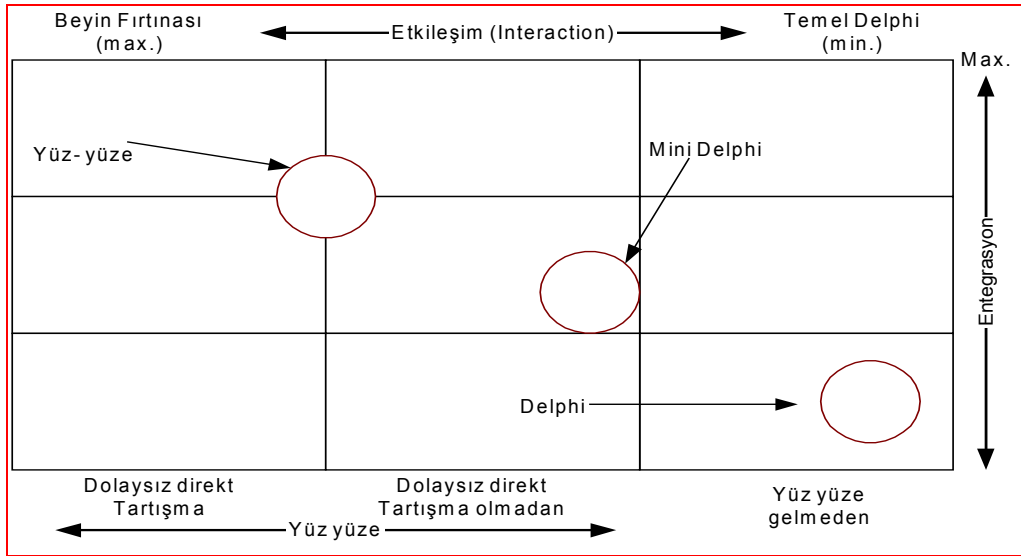 Beyin Fırtınası
(max.)
Etkileşim (Interaction)
Temel Delphi
(min.)
Max.
Yüz- yüze
Mini Delphi
Entegrasyon
Delphi
Dolaysız direkt
Tartışma
Dolaysız direkt
Tartışma olmadan
Yüz yüze
gelmeden
Yüz yüze